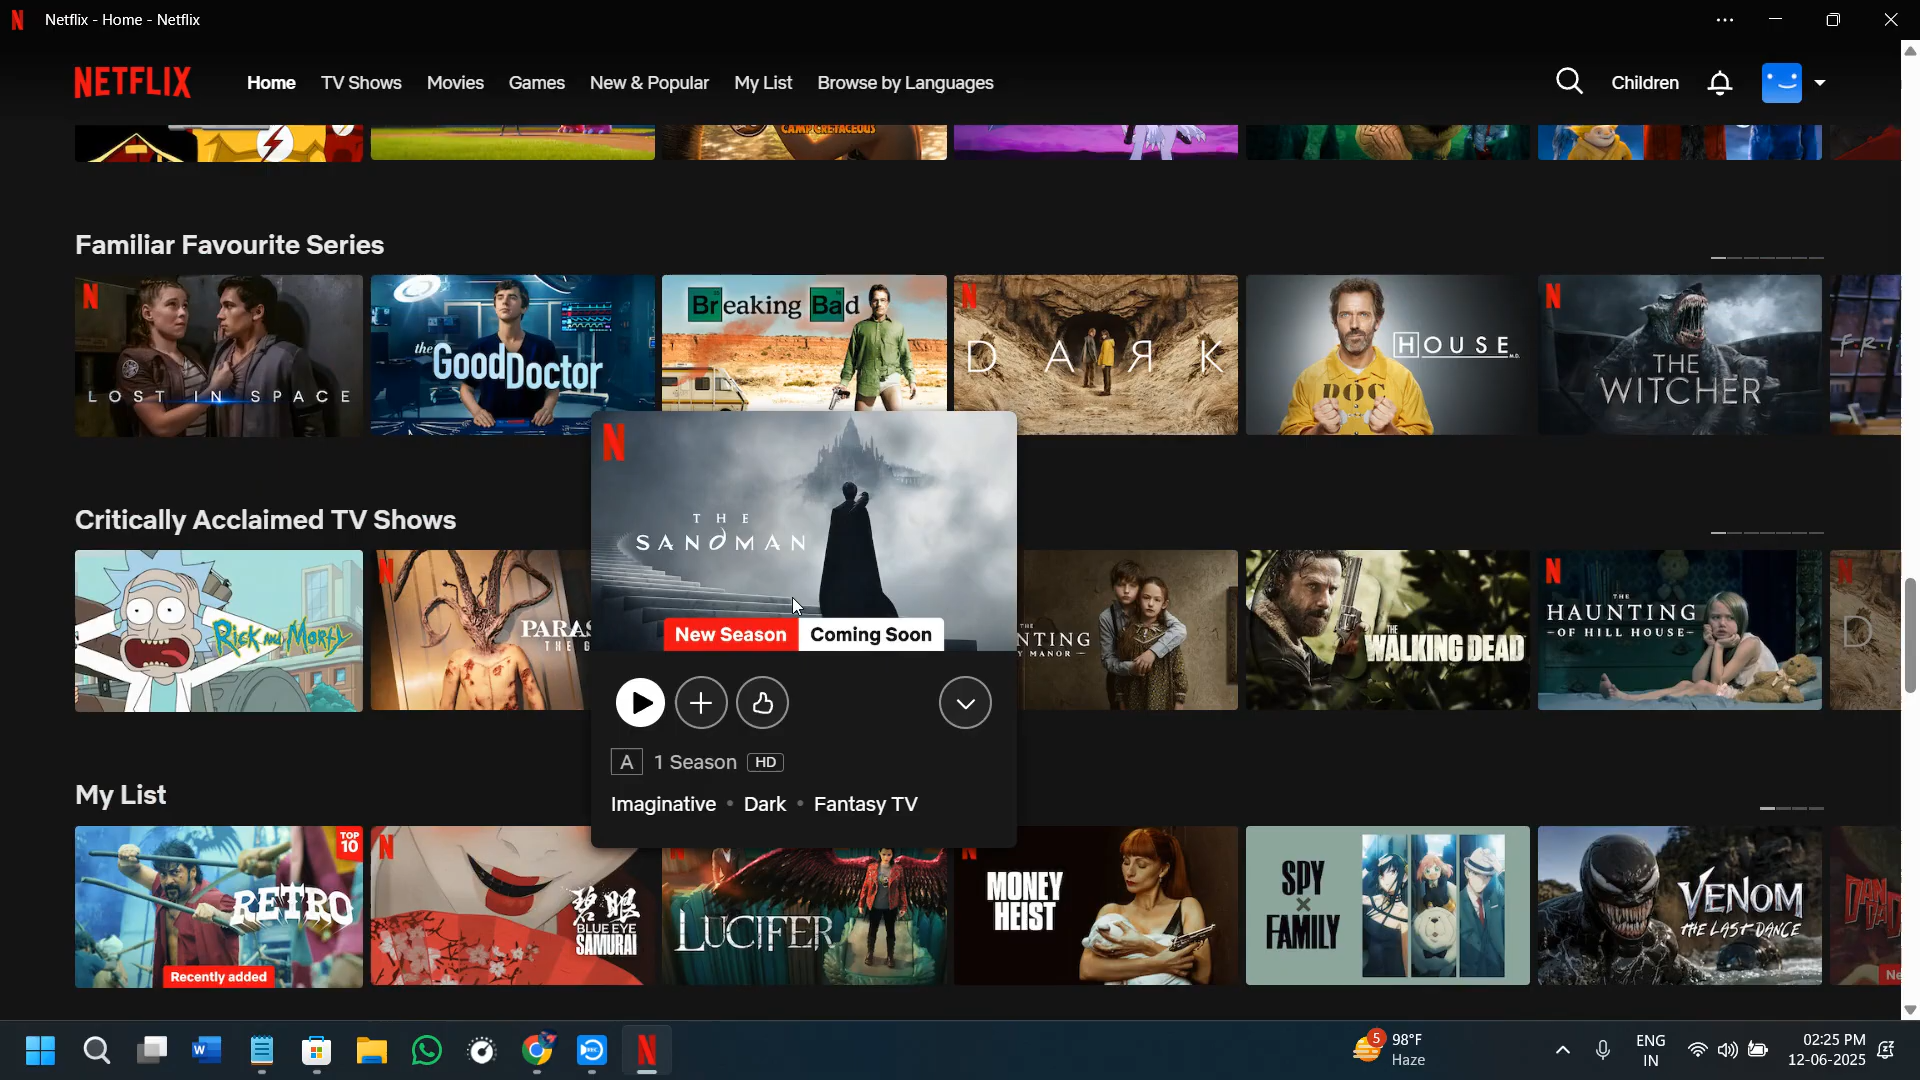 Netflix - Home - Netflix
NETFLIX Home TV Shows Movies Games New & Popular My List Browse by Languages Children
CAMP CRETACEOUS
Familiar Favourite Series
N LOST IN SPACE
the Good Doctor
Breaking Bad
N DARK
HOUSE M.D.
DOC
N THE WITCHER
Critically Acclaimed TV Shows
Rick and Morty
N
N THE SANDMAN
New Season Coming Soon
THE WALKING DEAD
N THE HAUNTING
OF HILL HOUSE
N D
A 1 Season HD
Imaginative • Dark • Fantasy TV
My List
TOP 10
RETRO
Recently added
N 碧眼
BLUE EYE
SAMURAI
LUCIFER
MONEY HEIST
SPY
×
FAMILY
VENOM
THE LAST DANCE
5 98°F
Haze
ENG
IN
02:25 PM
12-06-2025